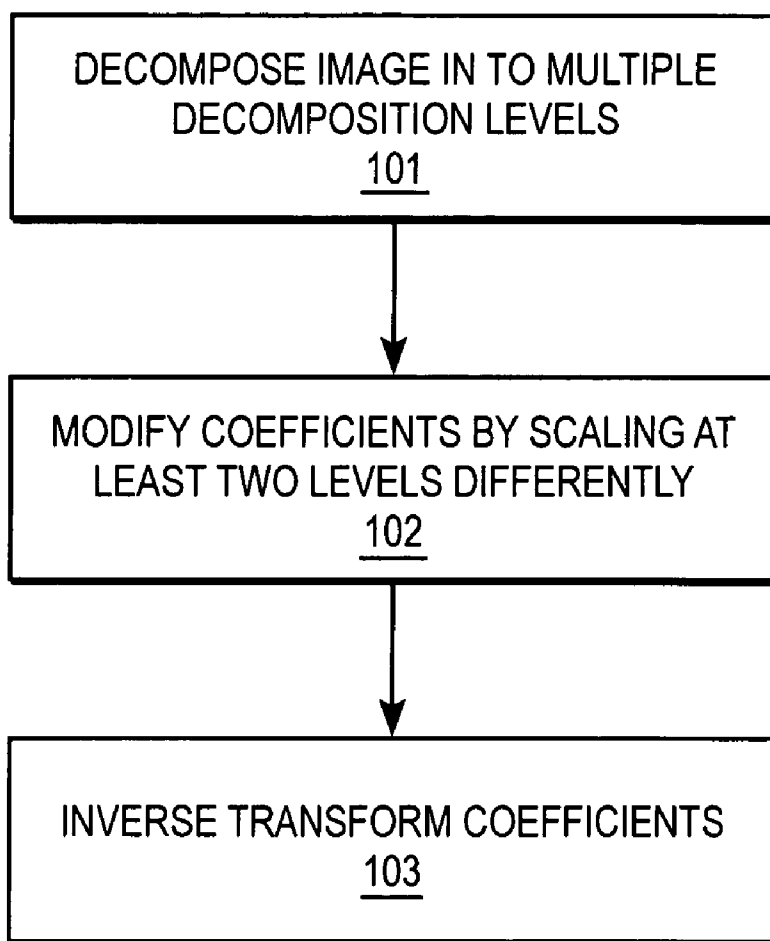 DECOMPOSE IMAGE IN TO MULTIPLE
DECOMPOSITION LEVELS
101
MODIFY COEFFICIENTS BY SCALING AT
LEAST TWO LEVELS DIFFERENTLY
102
INVERSE TRANSFORM COEFFICIENTS
103